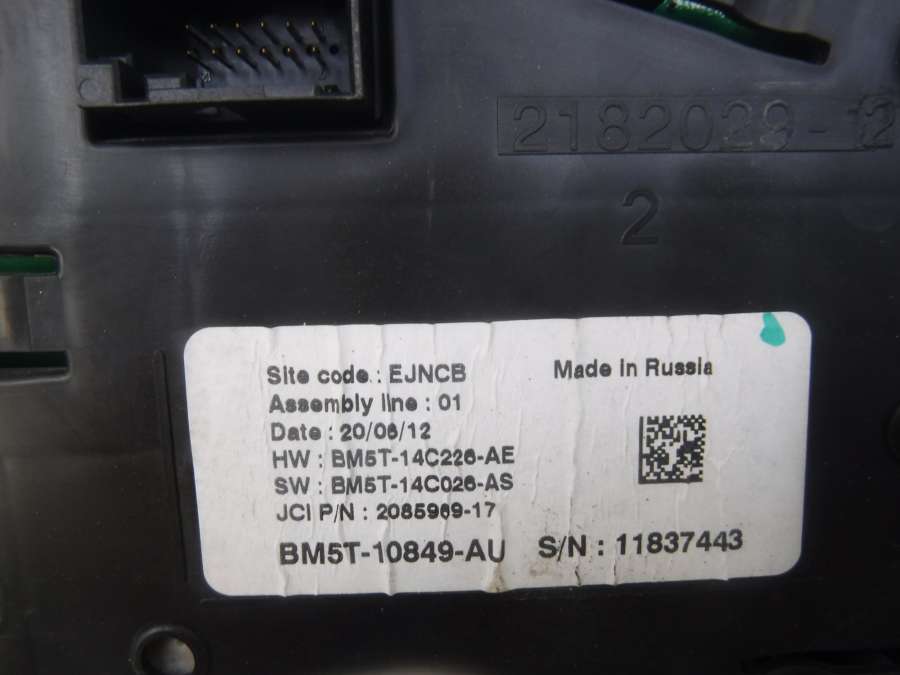 2182029-12
2
Site code : EJNCB
Made in Russia
Assembly line : 01
Date : 20/06/12
HW : BM5T-14C226-AE
SW : BM5T-14C026-AS
JCI P/N : 2085969-17
BM5T-10849-AU S/N : 11837443